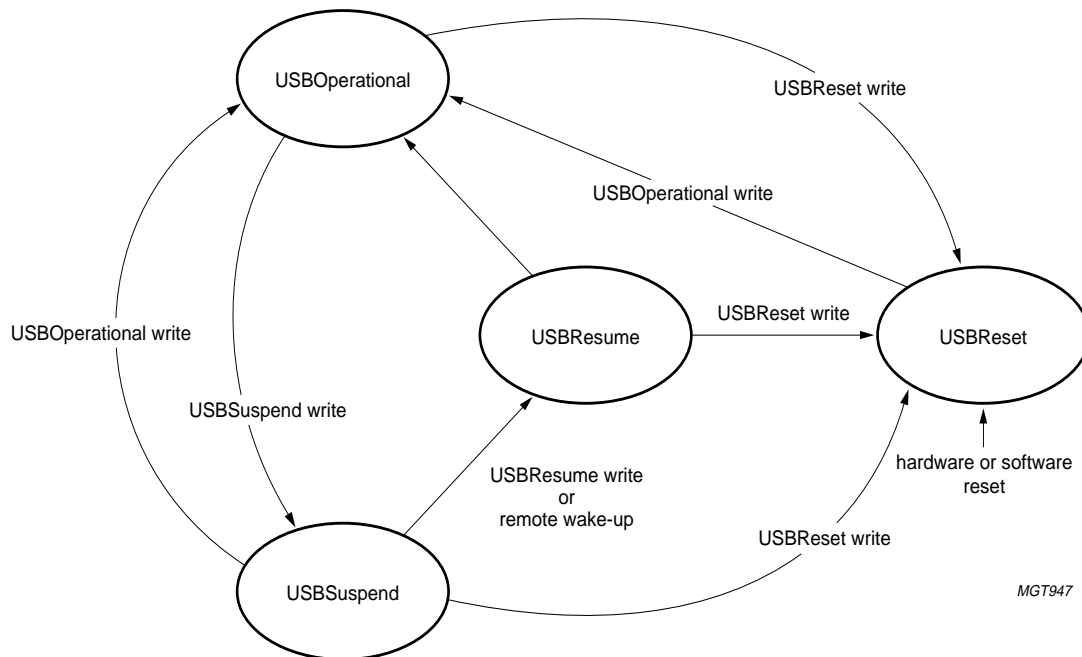 USBOperational
USBReset write
USBOperational write
USBReset write
USBResume
USBReset
USBOperational write
USBSuspend write
hardware or software
reset
USBResume write
or
remote wake-up
USBReset write
USBSuspend
MGT947